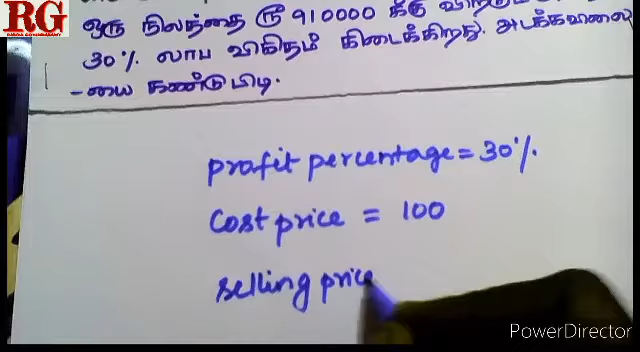 RG
ஒரு நிலத்தை ரூ 910000 க்கு
30% லாப விகிதம் கிடைக்கிறது. அடக்கவிலை
-யை கண்டுபிடி.
profit percentage = 30%.
Cost price = 100
selling price
PowerDirector